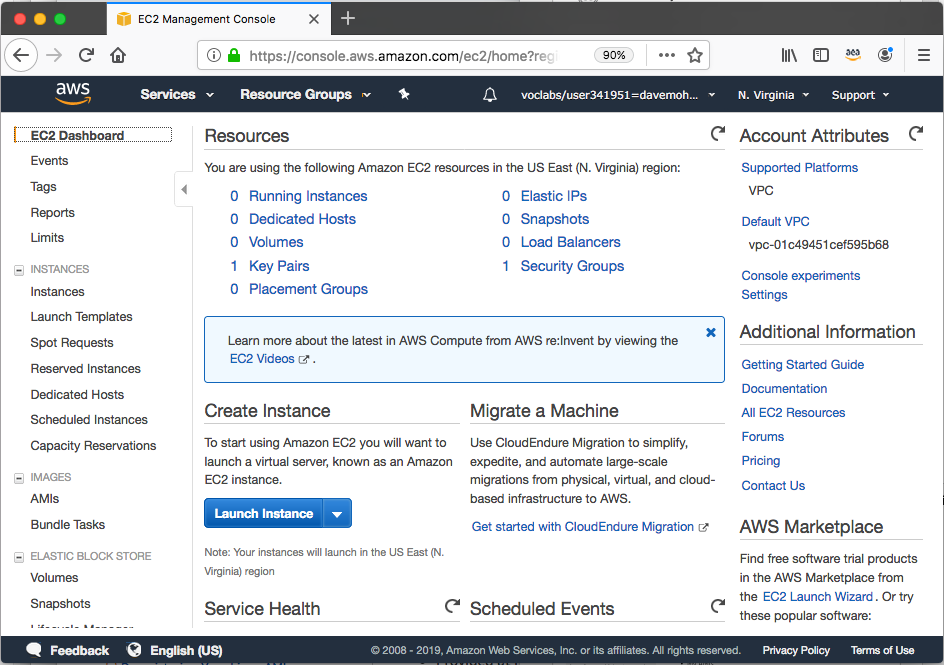 EC2 Management Console
https://console.aws.amazon.com/ec2/home?reg
90%
aws
Services
Resource Groups
voclabs/user341951=davemoh...
N. Virginia
Support
EC2 Dashboard
Events
Tags
Reports
Limits
INSTANCES
Instances
Launch Templates
Spot Requests
Reserved Instances
Dedicated Hosts
Scheduled Instances
Capacity Reservations
IMAGES
AMIs
Bundle Tasks
ELASTIC BLOCK STORE
Volumes
Snapshots
Lifecycle Manager
Resources
You are using the following Amazon EC2 resources in the US East (N. Virginia) region:
0 Running Instances
0 Dedicated Hosts
0 Volumes
1 Key Pairs
0 Placement Groups
0 Elastic IPs
0 Snapshots
0 Load Balancers
1 Security Groups
Learn more about the latest in AWS Compute from AWS re:Invent by viewing the
EC2 Videos .
Create Instance
To start using Amazon EC2 you will want to
launch a virtual server, known as an Amazon
EC2 instance.
Launch Instance
Note: Your instances will launch in the US East (N.
Virginia) region
Migrate a Machine
Use CloudEndure Migration to simplify,
expedite, and automate large-scale
migrations from physical, virtual, and cloud-
based infrastructure to AWS.
Get started with CloudEndure Migration
Service Health
Scheduled Events
Account Attributes
Supported Platforms
VPC
Default VPC
vpc-01c49451cef595b68
Console experiments
Settings
Additional Information
Getting Started Guide
Documentation
All EC2 Resources
Forums
Pricing
Contact Us
AWS Marketplace
Find free software trial products
in the AWS Marketplace from
the EC2 Launch Wizard. Or try
these popular software:
Feedback
English (US)
© 2008 - 2019, Amazon Web Services, Inc. or its affiliates. All rights reserved.
Privacy Policy
Terms of Use